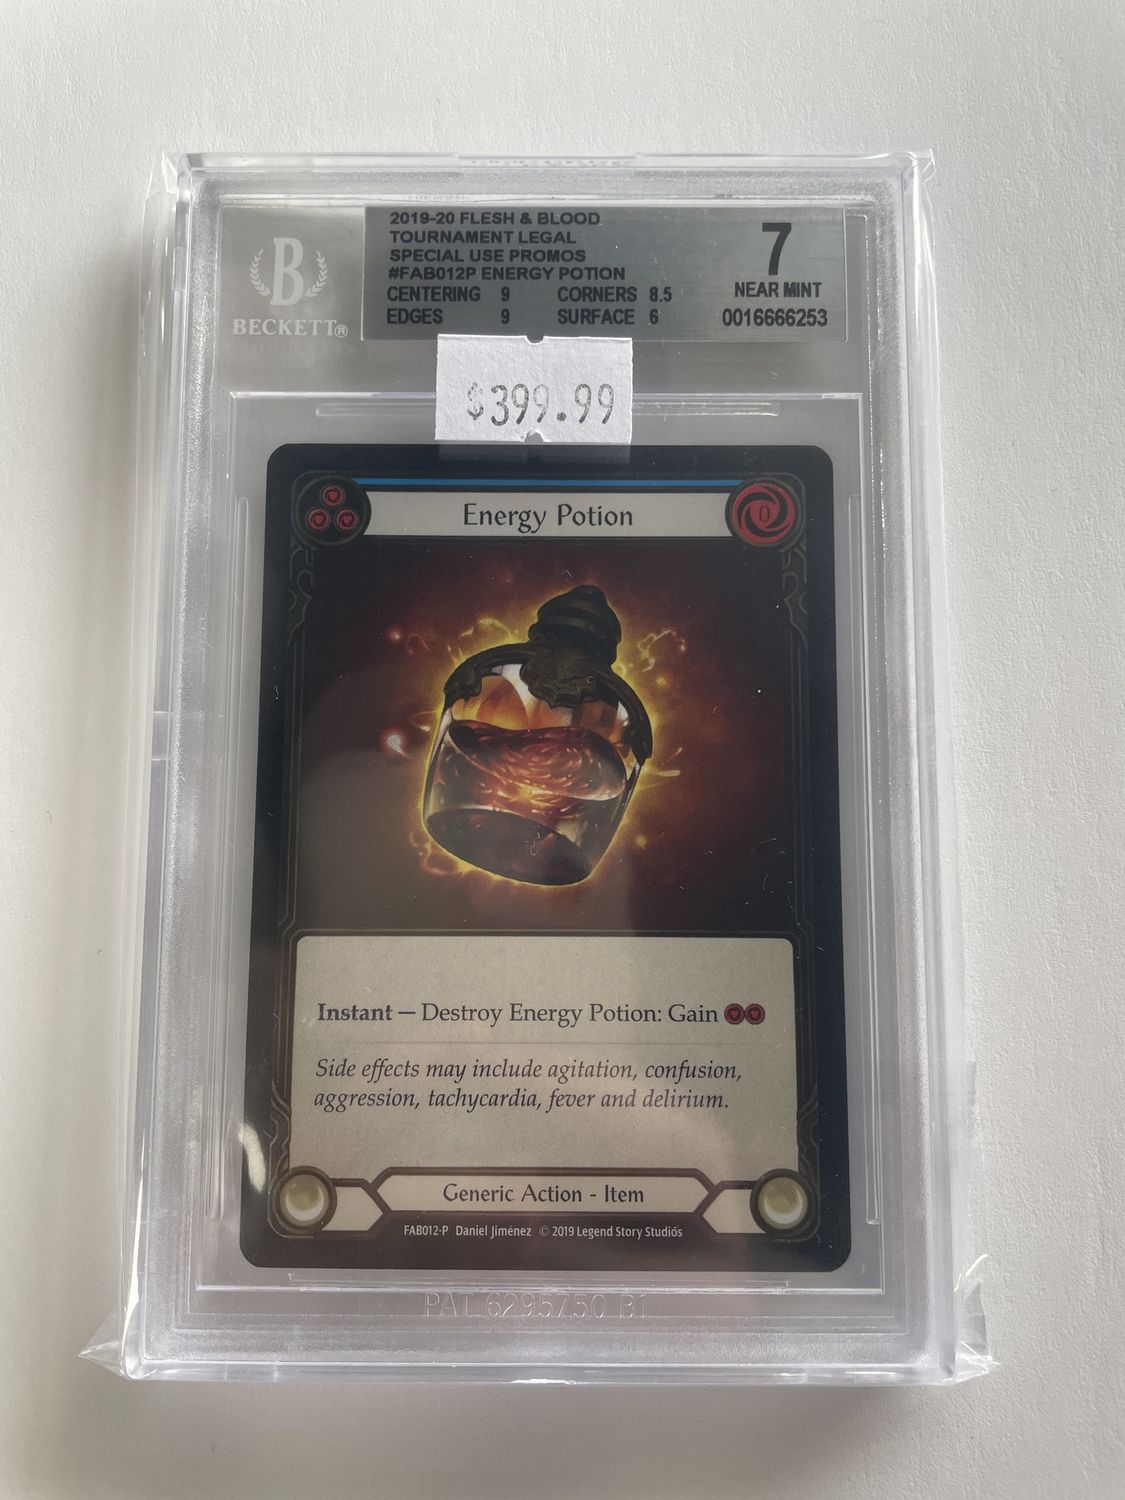 2019-20 FLESH & BLOOD
TOURNAMENT LEGAL
SPECIAL USE PROMOS
#FAB012P ENERGY POTION
CENTERING 9 CORNERS 8.5
EDGES 9 SURFACE 6
7
NEAR MINT
0016666253
B
BECKETT®
$399.99
Energy Potion
0
Instant — Destroy Energy Potion: Gain
Side effects may include agitation, confusion,
aggression, tachycardia, fever and delirium.
Generic Action - Item
FAB012-P Daniel Jiménez © 2019 Legend Story Studios
PAT 6295750 B1